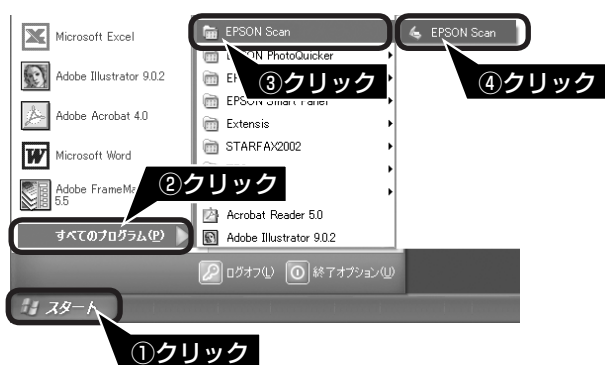 Microsoft Excel
Adobe Illustrator 9.0.2
Adobe Acrobat 4.0
Microsoft Word
Adobe FrameMa
5.5
すべてのプログラム(P)
EPSON Scan
EPSON PhotoQuicker
EPSON Smart Panel
Extensis
STARFAX2002
Acrobat Reader 5.0
Adobe Illustrator 9.0.2
EPSON Scan
③クリック
④クリック
②クリック
ログオフ(L)
終了オプション(U)
スタート
①クリック